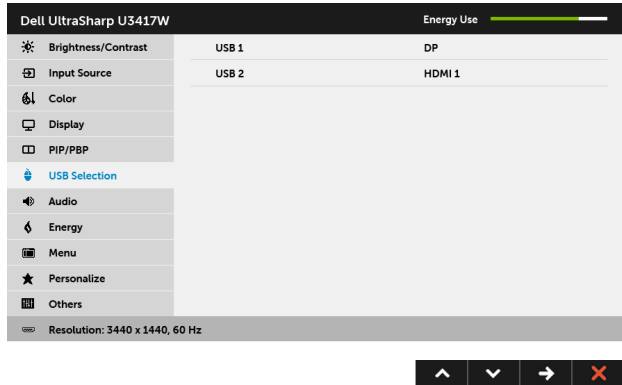 Dell UltraSharp U3417W Energy Use
Brightness/Contrast USB 1 DP
Input Source USB 2 HDMI 1
Color
Display
PIP/PBP
USB Selection
Audio
Energy
Menu
Personalize
Others
Resolution: 3440 x 1440, 60 Hz